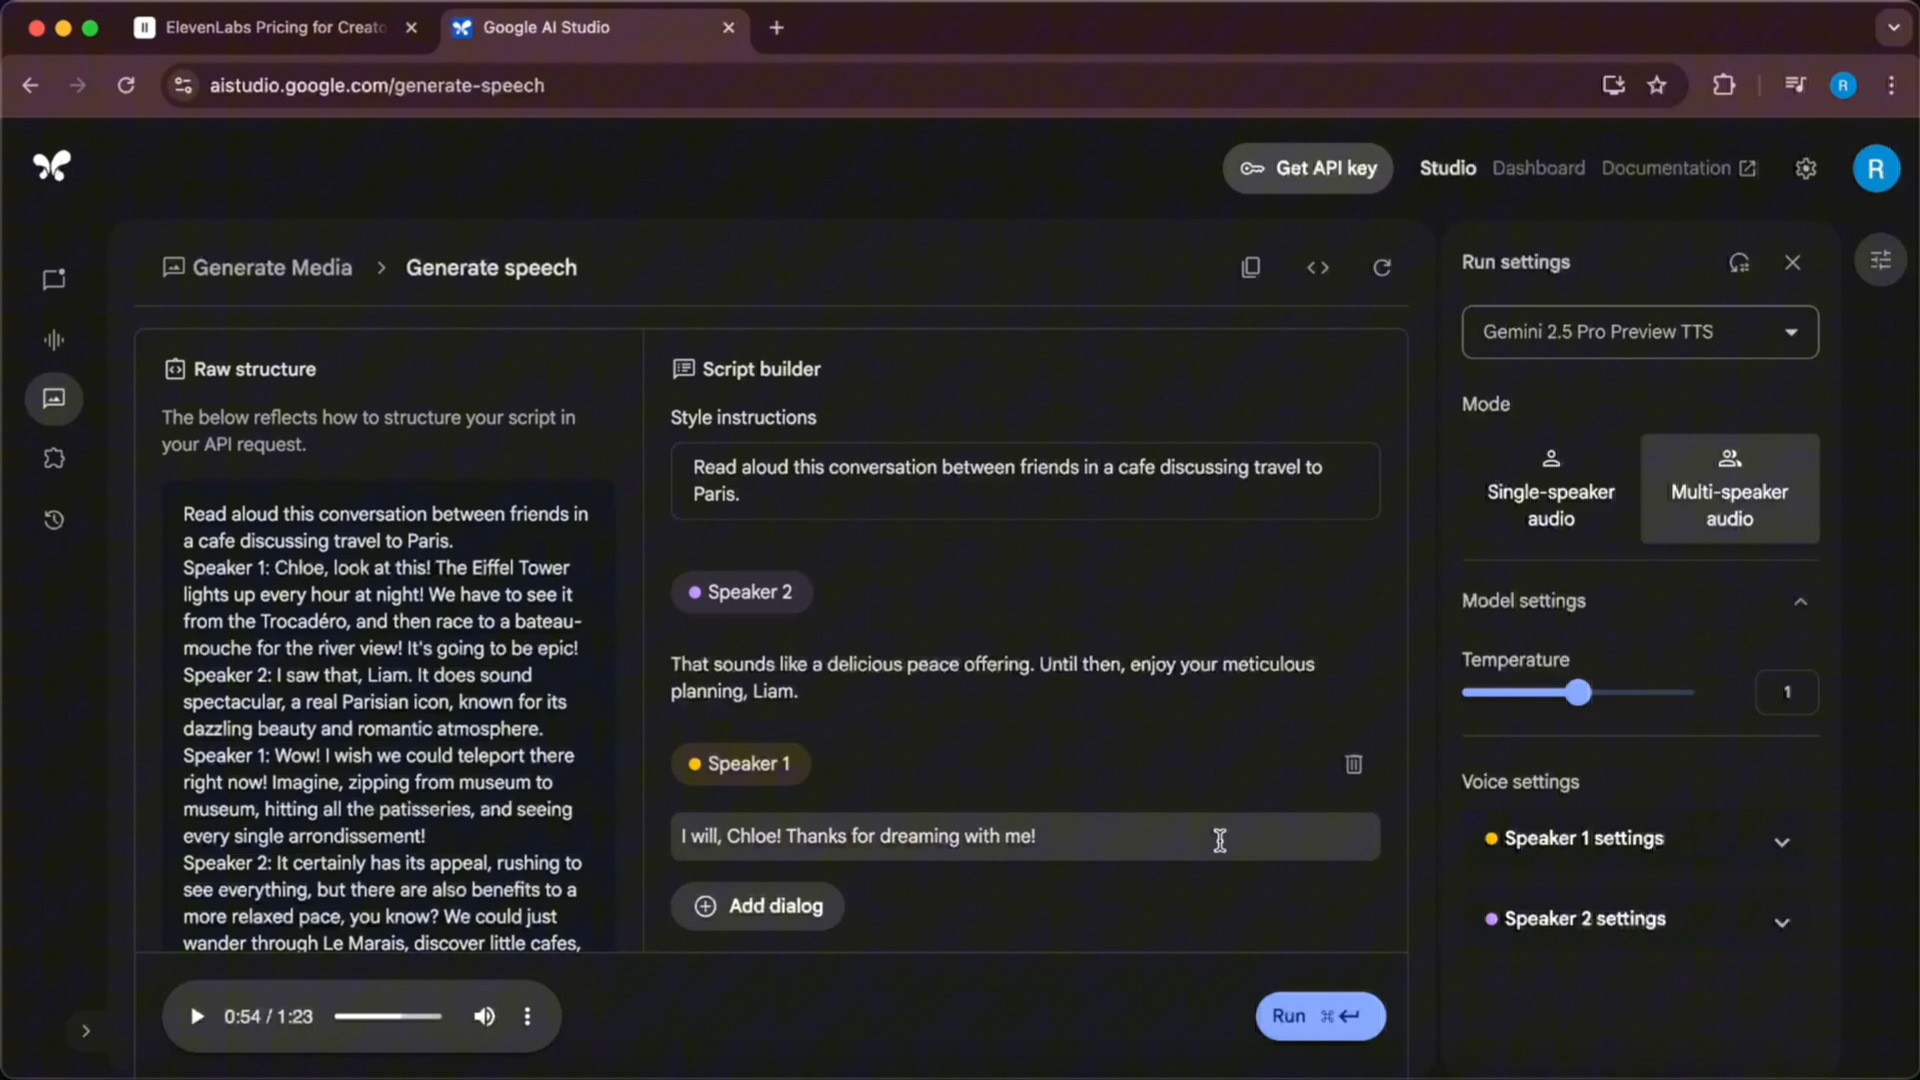 ElevenLabs Pricing for Creato
Google AI Studio
aistudio.google.com/generate-speech
R
Get API key
Studio
Dashboard
Documentation
R
Generate Media > Generate speech
Raw structure
The below reflects how to structure your script in
your API request.
Read aloud this conversation between friends in
a cafe discussing travel to Paris.
Speaker 1: Chloe, look at this! The Eiffel Tower
lights up every hour at night! We have to see it
from the Trocadéro, and then race to a bateau-
mouche for the river view! It's going to be epic!
Speaker 2: I saw that, Liam. It does sound
spectacular, a real Parisian icon, known for its
dazzling beauty and romantic atmosphere.
Speaker 1: Wow! I wish we could teleport there
right now! Imagine, zipping from museum to
museum, hitting all the patisseries, and seeing
every single arrondissement!
Speaker 2: It certainly has its appeal, rushing to
see everything, but there are also benefits to a
more relaxed pace, you know? We could just
wander through Le Marais, discover little cafes,
0:54 / 1:23
Script builder
Style instructions
Read aloud this conversation between friends in a cafe discussing travel to
Paris.
Speaker 2
That sounds like a delicious peace offering. Until then, enjoy your meticulous
planning, Liam.
Speaker 1
I will, Chloe! Thanks for dreaming with me!
Add dialog
Run ⌘↵
Run settings
Gemini 2.5 Pro Preview TTS
Mode
Single-speaker
audio
Multi-speaker
audio
Model settings
Temperature
1
Voice settings
Speaker 1 settings
Speaker 2 settings